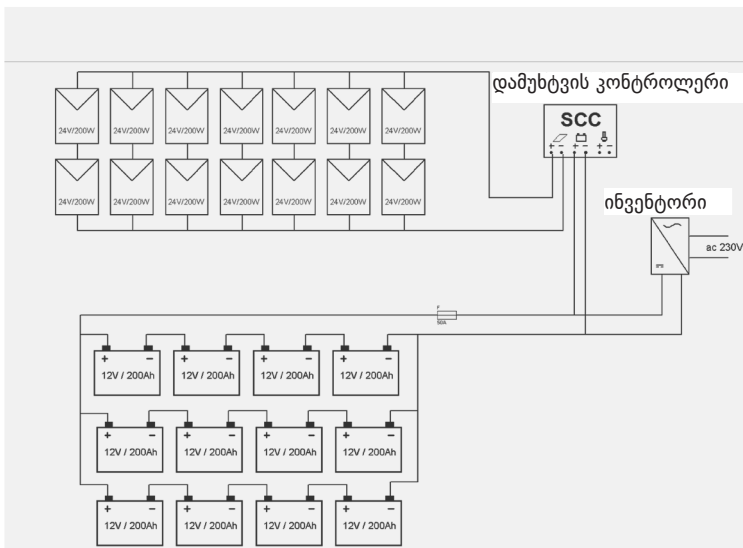 დამუხტვის კონტროლერი
24V/200W 24V/200W 24V/200W 24V/200W 24V/200W 24V/200W 24V/200W
SCC
+ - + - + -
24V/200W 24V/200W 24V/200W 24V/200W 24V/200W 24V/200W 24V/200W
ინვენტორი
ac 230V
F
50A
+ - + - + - + -
12V / 200Ah 12V / 200Ah 12V / 200Ah 12V / 200Ah
+ - + - + - + -
12V / 200Ah 12V / 200Ah 12V / 200Ah 12V / 200Ah
+ - + - + - + -
12V / 200Ah 12V / 200Ah 12V / 200Ah 12V / 200Ah